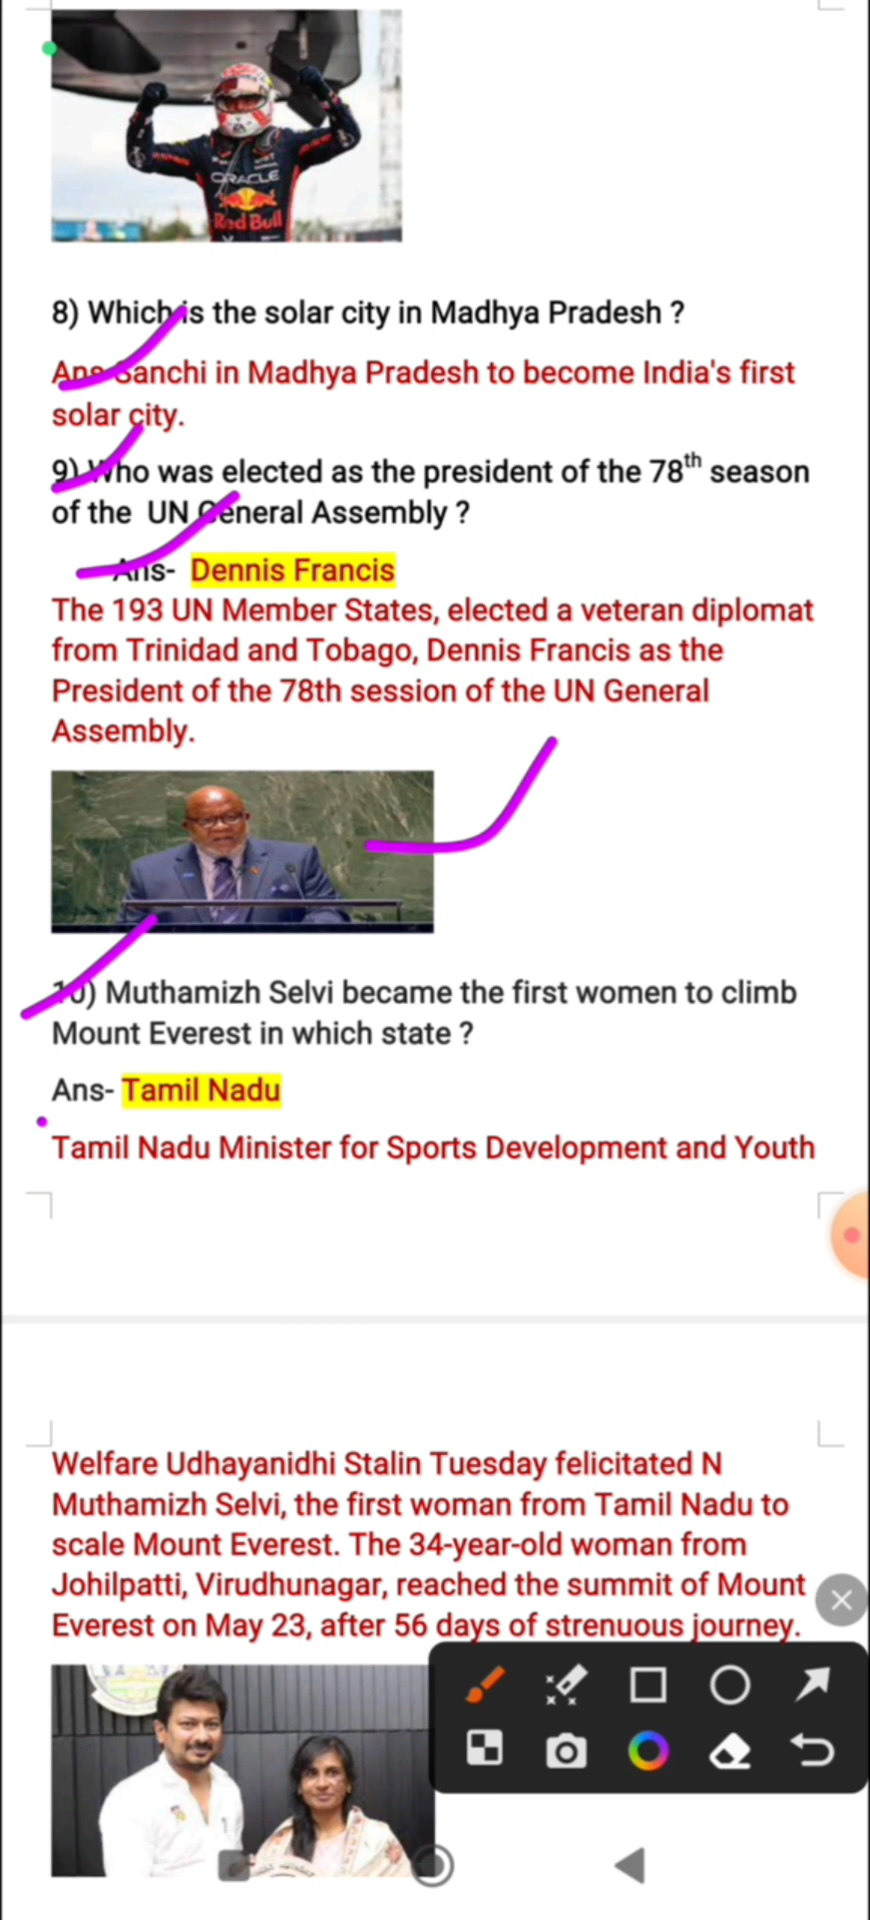 ORACLE
Red Bull
8) Which is the solar city in Madhya Pradesh ?
Ans-Sanchi in Madhya Pradesh to become India's first
solar city.
9) Who was elected as the president of the 78th season
of the UN General Assembly ?
Ans- Dennis Francis
The 193 UN Member States, elected a veteran diplomat
from Trinidad and Tobago, Dennis Francis as the
President of the 78th session of the UN General
Assembly.
10) Muthamizh Selvi became the first women to climb
Mount Everest in which state ?
Ans- Tamil Nadu
Tamil Nadu Minister for Sports Development and Youth
Welfare Udhayanidhi Stalin Tuesday felicitated N
Muthamizh Selvi, the first woman from Tamil Nadu to
scale Mount Everest. The 34-year-old woman from
Johilpatti, Virudhunagar, reached the summit of Mount
Everest on May 23, after 56 days of strenuous journey.